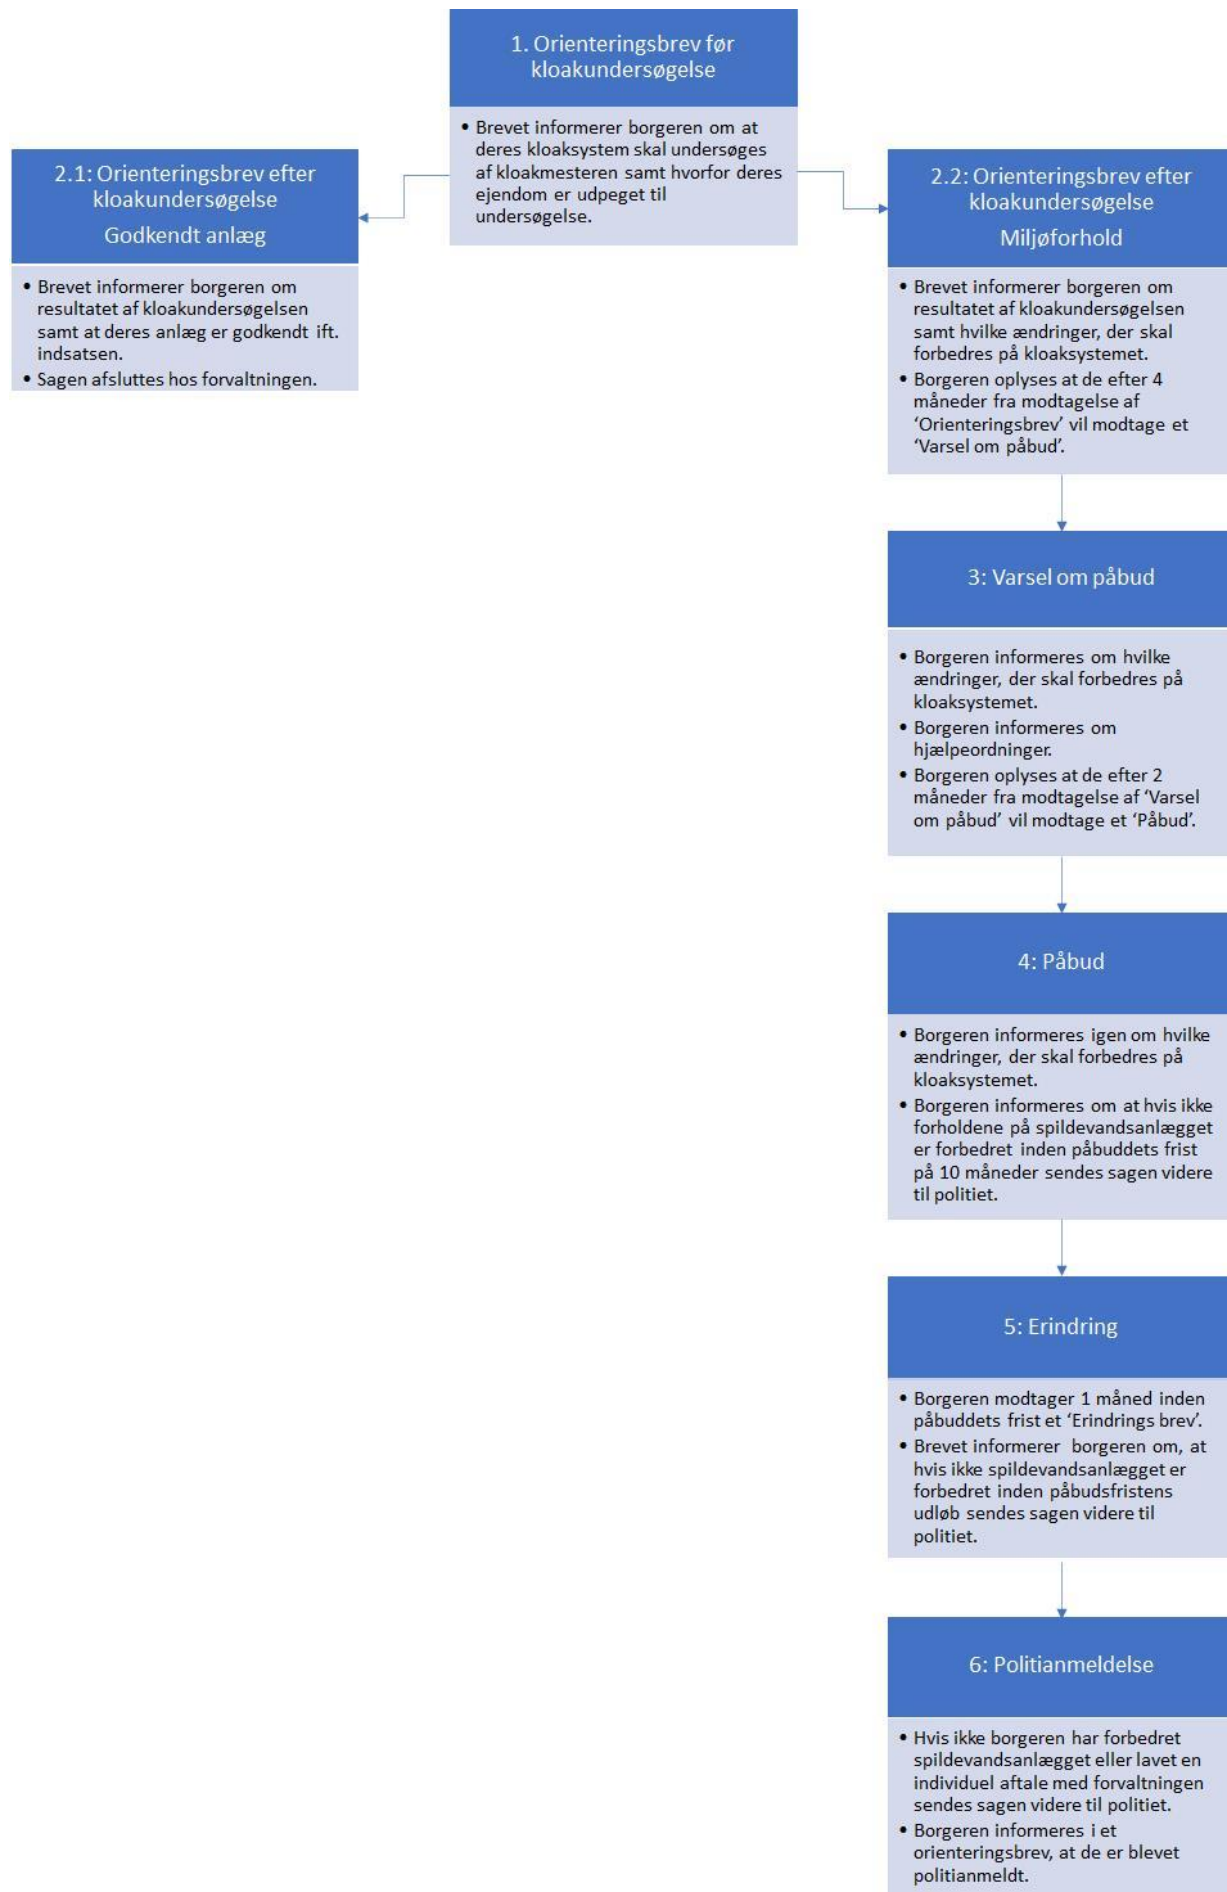 1. Orienteringsbrev før
kloakundersøgelse
• Brevet informerer borgeren om at
deres kloaksystem skal undersøges
af kloakmesteren samt hvorfor deres
ejendom er udpeget til
undersøgelse.
2.1: Orienteringsbrev efter
kloakundersøgelse
Godkendt anlæg
• Brevet informerer borgeren om
resultatet af kloakundersøgelsen
samt at deres anlæg er godkendt ift.
indsatsen.
• Sagen afsluttes hos forvaltningen.
2.2: Orienteringsbrev efter
kloakundersøgelse
Miljøforhold
• Brevet informerer borgeren om
resultatet af kloakundersøgelsen
samt hvilke ændringer, der skal
forbedres på kloaksystemet.
• Borgeren oplyses at de efter 4
måneder fra modtagelse af
‘Orienteringsbrev’ vil modtage et
‘Varsel om påbud’.
3: Varsel om påbud
• Borgeren informeres om hvilke
ændringer, der skal forbedres på
kloaksystemet.
• Borgeren informeres om
hjælpeordninger.
• Borgeren oplyses at de efter 2
måneder fra modtagelse af ‘Varsel
om påbud’ vil modtage et ‘Påbud’.
4: Påbud
• Borgeren informeres igen om hvilke
ændringer, der skal forbedres på
kloaksystemet.
• Borgeren informeres om at hvis ikke
forholdene på spildevandsanlægget
er forbedret inden påbuddets frist
på 10 måneder sendes sagen videre
til politiet.
5: Erindring
• Borgeren modtager 1 måned inden
påbuddets frist et ‘Erindrings brev’.
• Brevet informerer borgeren om, at
hvis ikke spildevandsanlægget er
forbedret inden påbudsfristens
udløb sendes sagen videre til
politiet.
6: Politianmeldelse
• Hvis ikke borgeren har forbedret
spildevandsanlægget eller lavet en
individuel aftale med forvaltningen
sendes sagen videre til politiet.
• Borgeren informeres i et
orienteringsbrev, at de er blevet
politianmeldt.